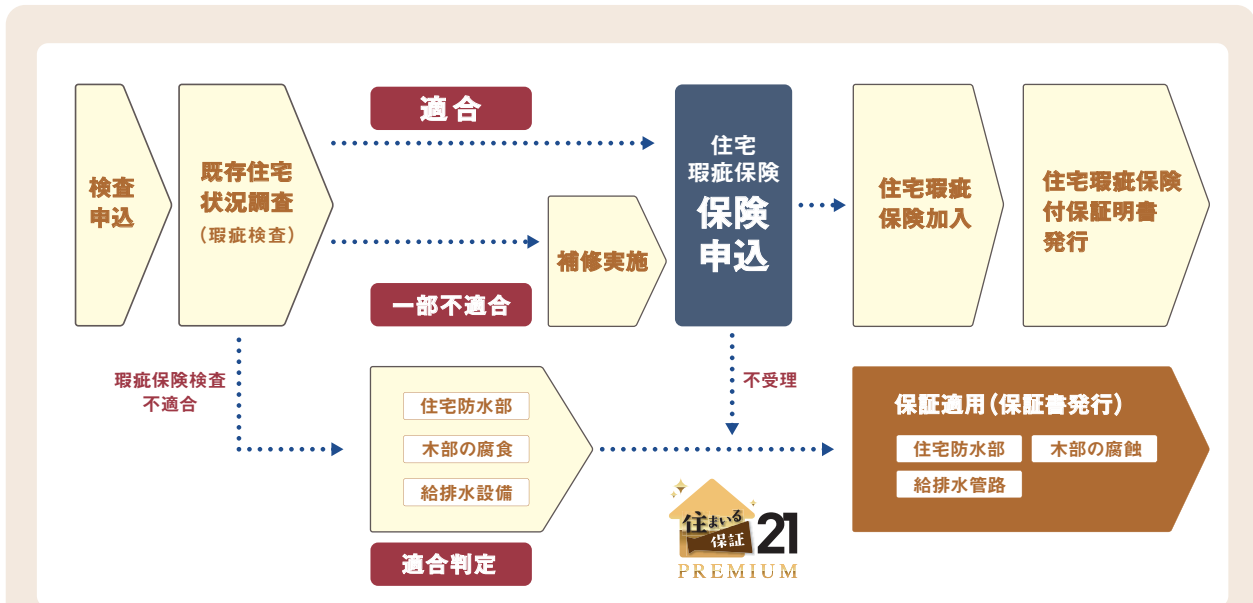 検査
申込
既存住宅
状況調査
（瑕疵検査）
適合
一部不適合
補修実施
住宅
瑕疵保険
保険
申込
住宅瑕疵
保険加入
住宅瑕疵保険
付保証明書
発行
瑕疵保険検査
不適合
住宅防水部
木部の腐食
給排水設備
適合判定
不受理
住まいる
保証
21
PREMIUM
保証適用（保証書発行）
住宅防水部
木部の腐蝕
給排水管路